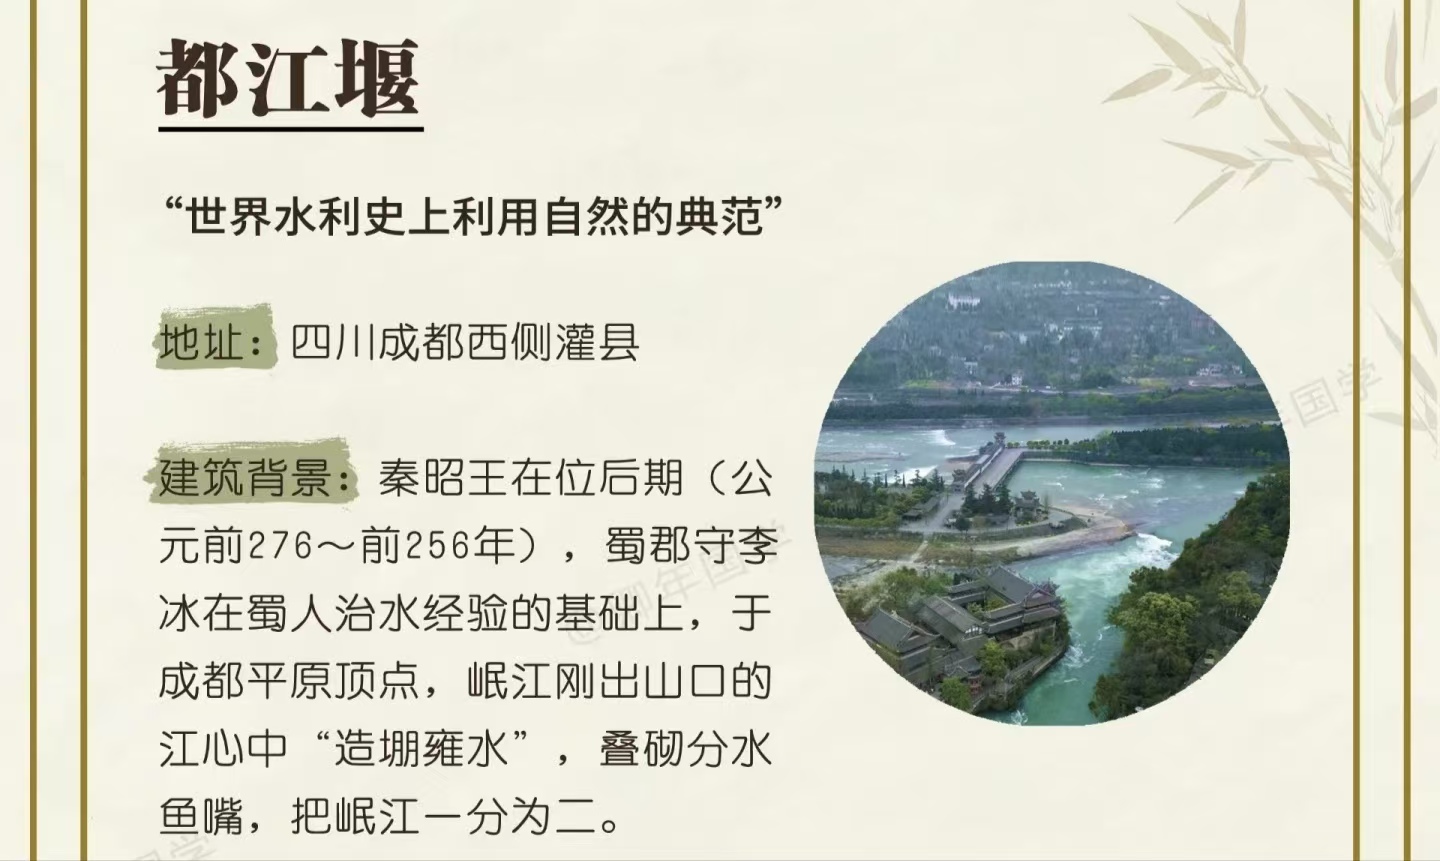 都江堰
“世界水利史上利用自然的典范”
地址：四川成都西侧灌县
建筑背景：秦昭王在位后期（公
元前276～前256年），蜀郡守李
冰在蜀人治水经验的基础上，于
成都平原顶点，岷江刚出山口的
江心中“造堋雍水”，叠砌分水
鱼嘴，把岷江一分为二。
年国学
国学